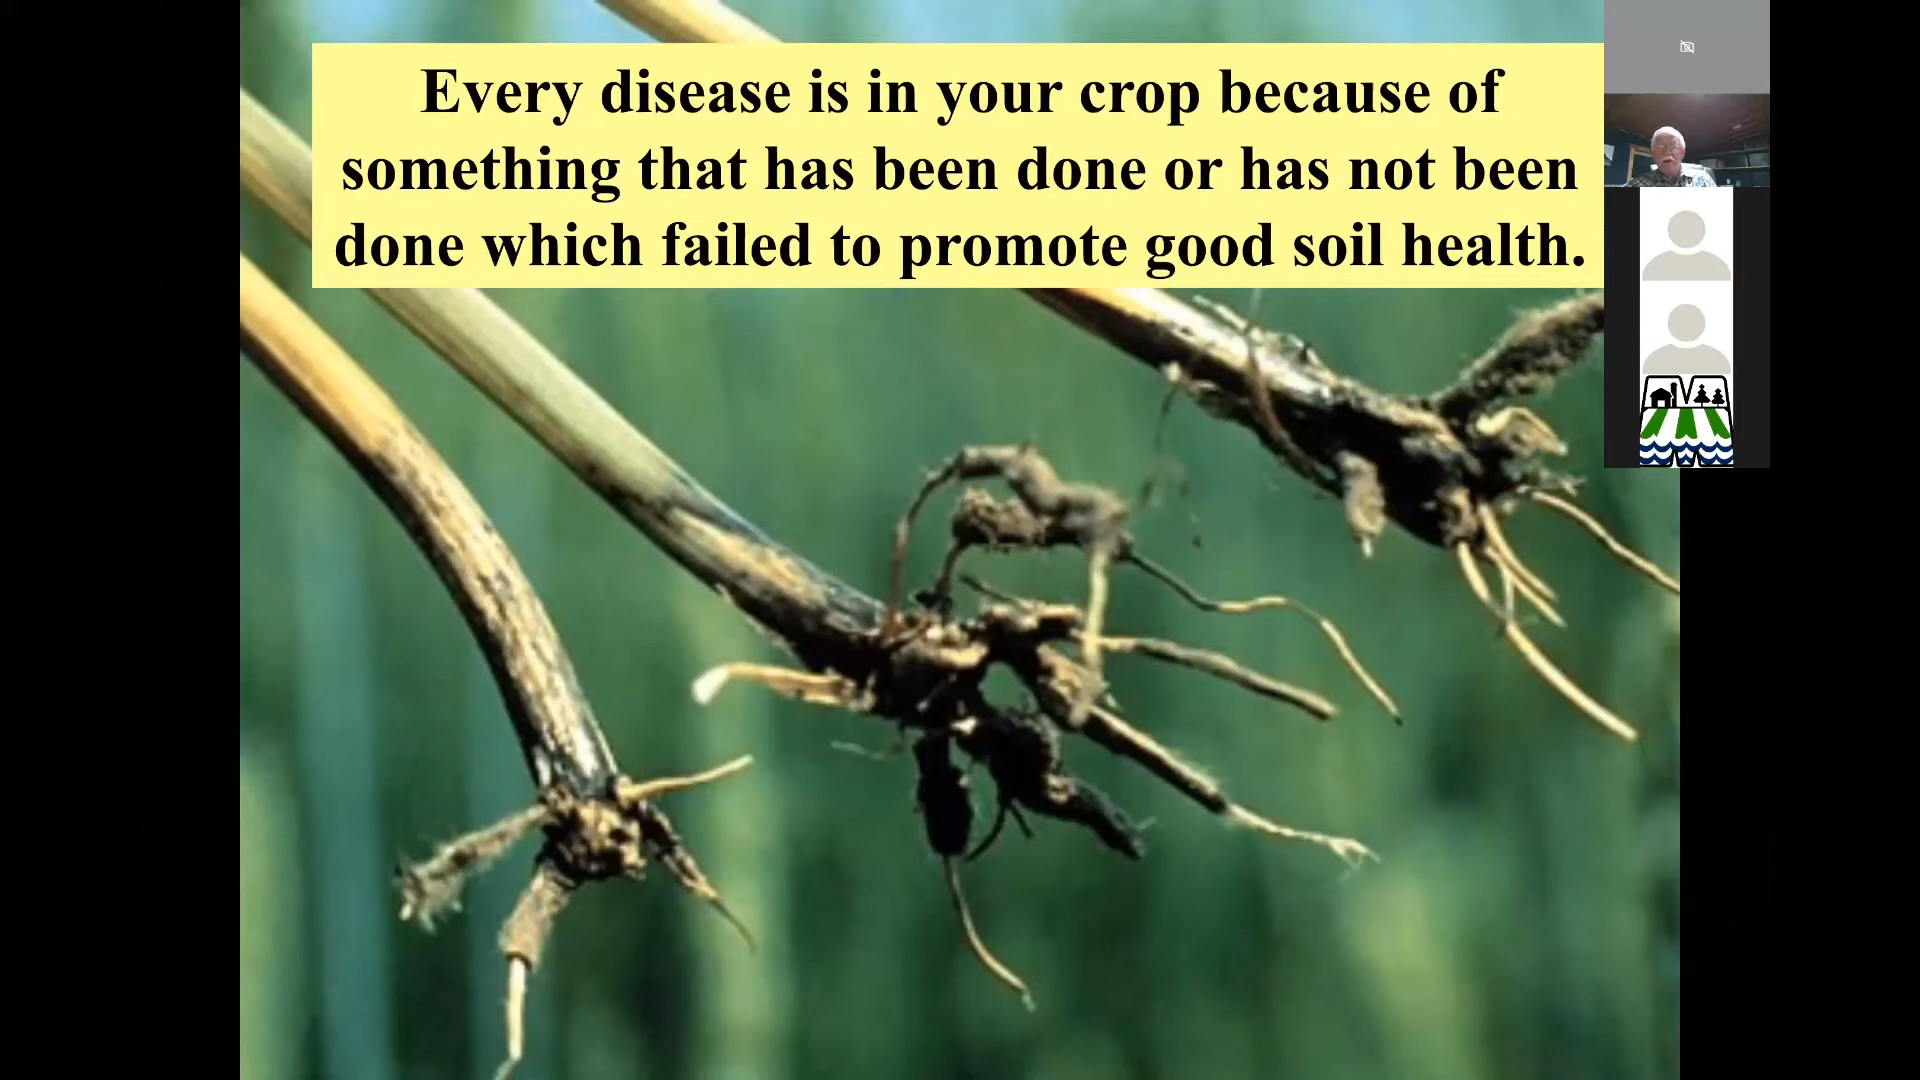 Every disease is in your crop because of
something that has been done or has not been
done which failed to promote good soil health.